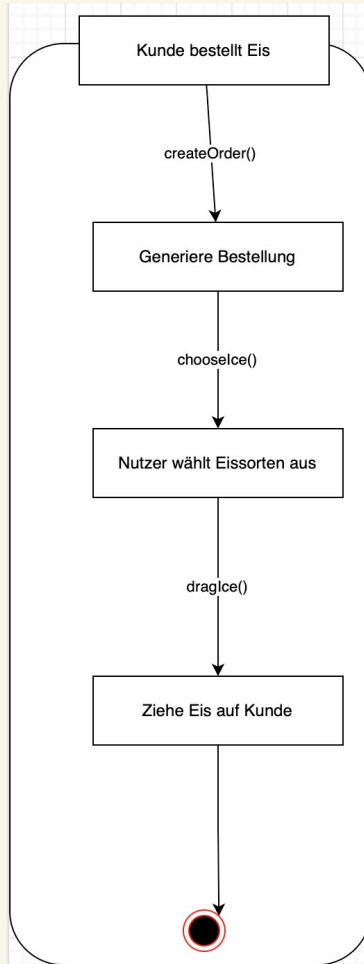 Kunde bestellt Eis
createOrder()
Generiere Bestellung
chooseIce()
Nutzer wählt Eissorten aus
dragIce()
Ziehe Eis auf Kunde